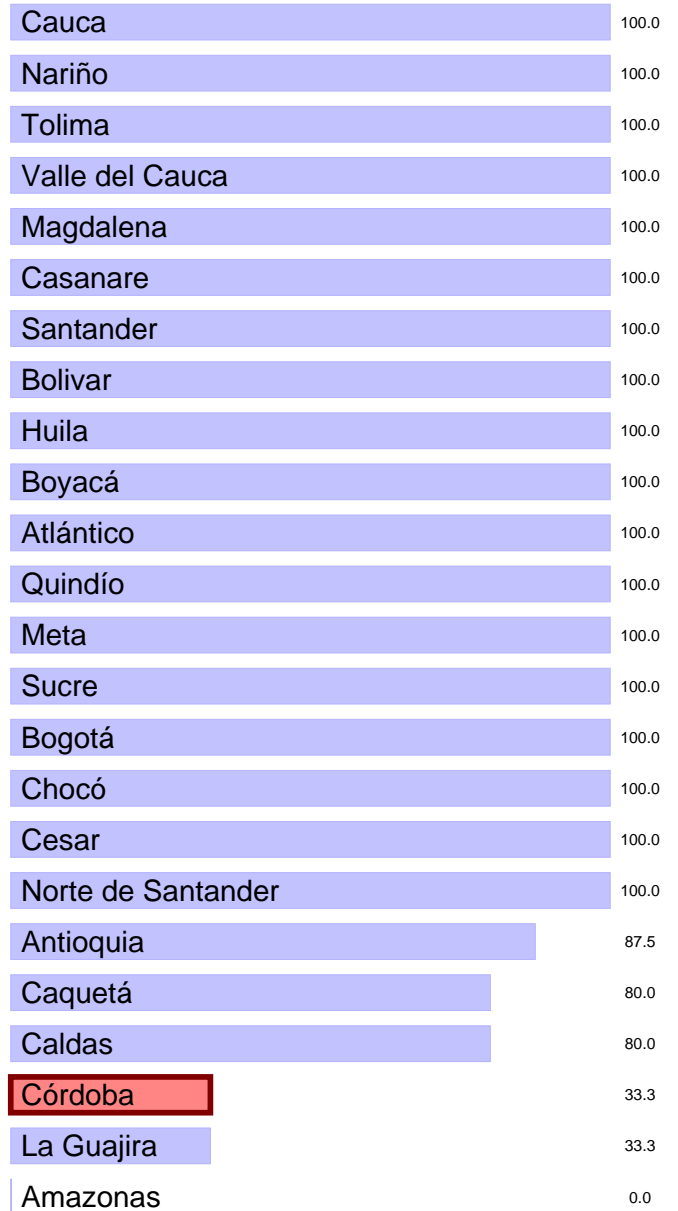 Cauca 100.0
Nariño 100.0
Tolima 100.0
Valle del Cauca 100.0
Magdalena 100.0
Casanare 100.0
Santander 100.0
Bolivar 100.0
Huila 100.0
Boyacá 100.0
Atlántico 100.0
Quindío 100.0
Meta 100.0
Sucre 100.0
Bogotá 100.0
Chocó 100.0
Cesar 100.0
Norte de Santander 100.0
Antioquia 87.5
Caquetá 80.0
Caldas 80.0
Córdoba 33.3
La Guajira 33.3
Amazonas 0.0